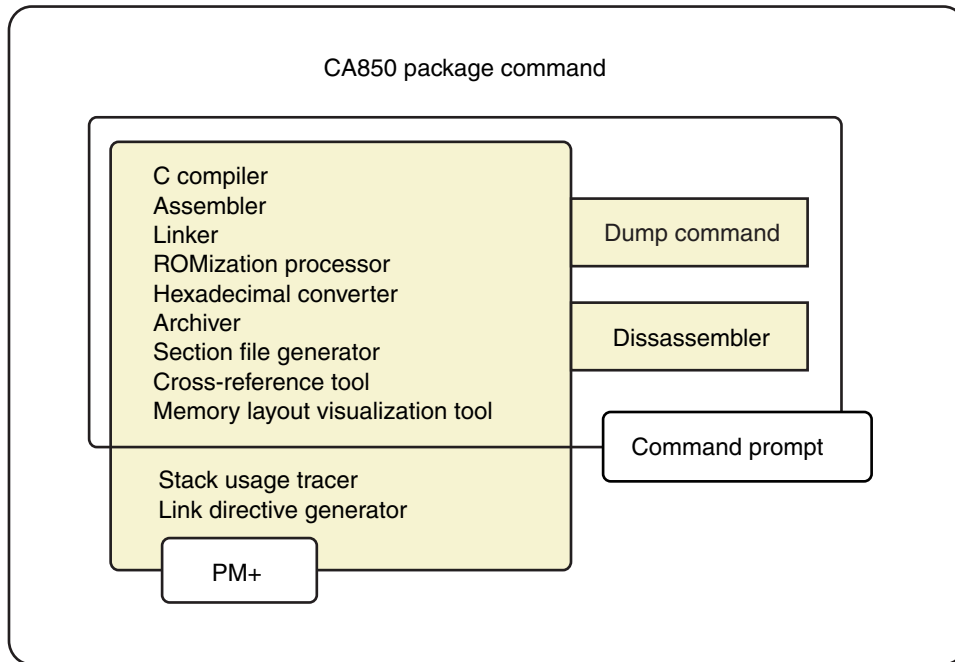 CA850 package command
C compiler
Assembler
Linker
ROMization processor
Hexadecimal converter
Archiver
Section file generator
Cross-reference tool
Memory layout visualization tool
Dump command
Dissassembler
Command prompt
Stack usage tracer
Link directive generator
PM+